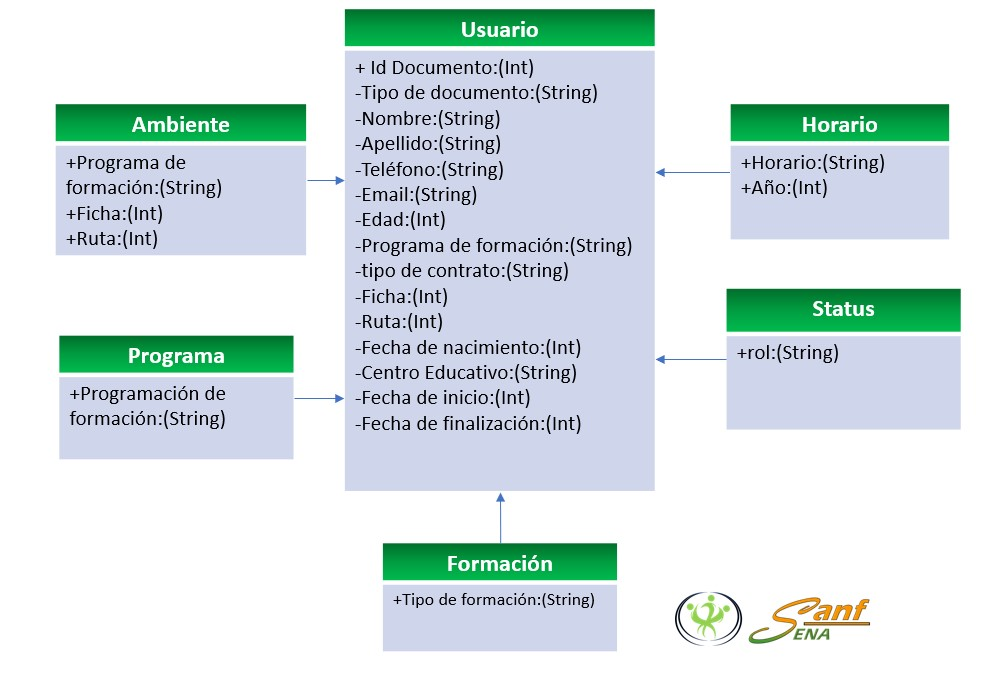 Usuario
+ Id Documento:(Int)
-Tipo de documento:(String)
-Nombre:(String)
-Apellido:(String)
-Teléfono:(String)
-Email:(String)
-Edad:(Int)
-Programa de formación:(String)
-tipo de contrato:(String)
-Ficha:(Int)
-Ruta:(Int)
-Fecha de nacimiento:(Int)
-Centro Educativo:(String)
-Fecha de inicio:(Int)
-Fecha de finalización:(Int)
Ambiente
+Programa de
formación:(String)
+Ficha:(Int)
+Ruta:(Int)
Horario
+Horario:(String)
+Año:(Int)
Programa
+Programación de
formación:(String)
Status
+rol:(String)
Formación
+Tipo de formación:(String)
Sanf
SENA